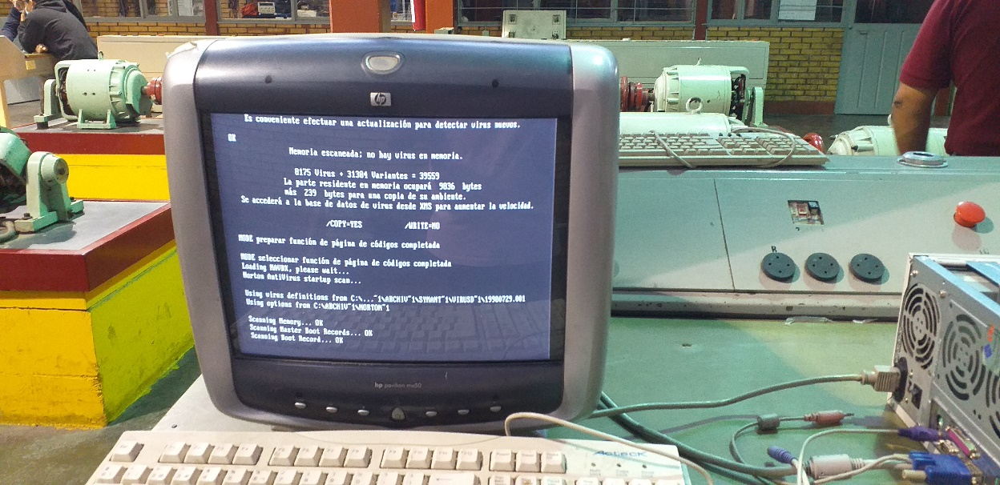 hp
Es conveniente efectuar una actualización para detectar virus nuevos.
OK
Memoria escaneada; no hay virus en memoria.
8175 Virus + 31384 Variantes = 39559
La parte residente en memoria ocupará 9836 bytes
más 239 bytes para una copia de su ambiente.
Se accederá a la base de datos de virus desde XMS para aumentar la velocidad.
/COPY=YES /WRITE=NO
MODE preparar función de página de códigos completada
MODE seleccionar función de página de códigos completada
Loading NAVDX, please wait...
Norton AntiVirus startup scan...
Using virus definitions from C:\...~1\ARCHIV~1\SYMANT~1\VIRUSD~1\19980729.001
Using options from C:\ARCHIV~1\NORTON~1
Scanning Memory... OK
Scanning Master Boot Records... OK
Scanning Boot Record... OK
hp pavilion mx50
AcTeck
R